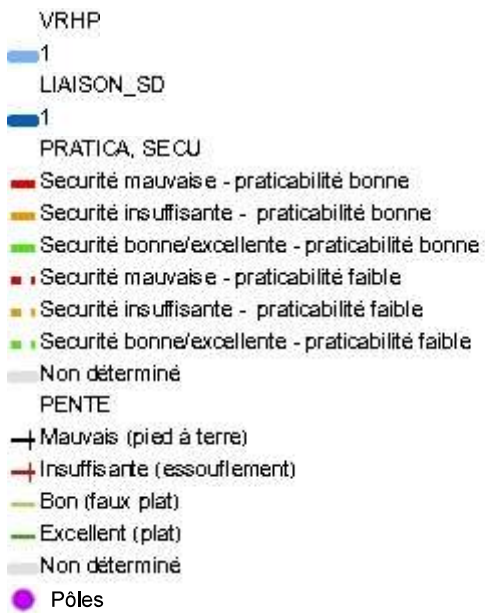 VRHP
1
LIAISON_SD
1
PRATICA, SECU
Securité mauvaise - praticabilité bonne
Securité insuffisante - praticabilité bonne
Securité bonne/excellente - praticabilité bonne
Securité mauvaise - praticabilité faible
Securité insuffisante - praticabilité faible
Securité bonne/excellente - praticabilité faible
Non déterminé
PENTE
Mauvais (pied à terre)
Insuffisante (essouflement)
Bon (faux plat)
Excellent (plat)
Non déterminé
Pôles